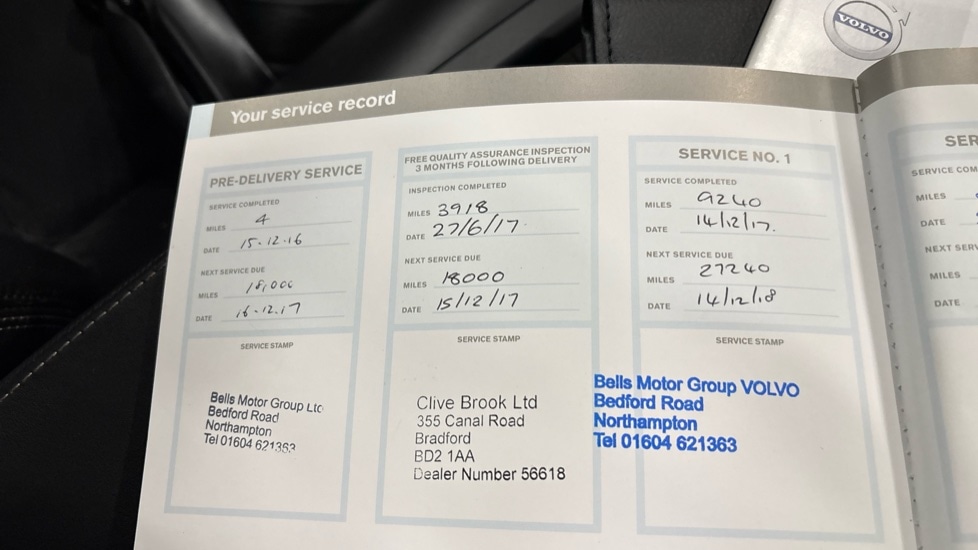 VOLVO
Your service record
PRE-DELIVERY SERVICE
SERVICE COMPLETED
MILES 4
DATE 15.12.16
NEXT SERVICE DUE
MILES 18,000
DATE 16.12.17
SERVICE STAMP
Bells Motor Group Ltd
Bedford Road
Northampton
Tel 01604 621363
FREE QUALITY ASSURANCE INSPECTION
3 MONTHS FOLLOWING DELIVERY
INSPECTION COMPLETED
MILES 3918
DATE 27/6/17
NEXT SERVICE DUE
MILES 18000
DATE 15/12/17
SERVICE STAMP
Clive Brook Ltd
355 Canal Road
Bradford
BD2 1AA
Dealer Number 56618
SERVICE NO. 1
SERVICE COMPLETED
MILES 9240
DATE 14/12/17.
NEXT SERVICE DUE
MILES 27240
DATE 14/12/18
SERVICE STAMP
Bells Motor Group VOLVO
Bedford Road
Northampton
Tel 01604 621363
SER
SERVICE COM
MILES
DATE
NEXT SERV
MILES
DATE